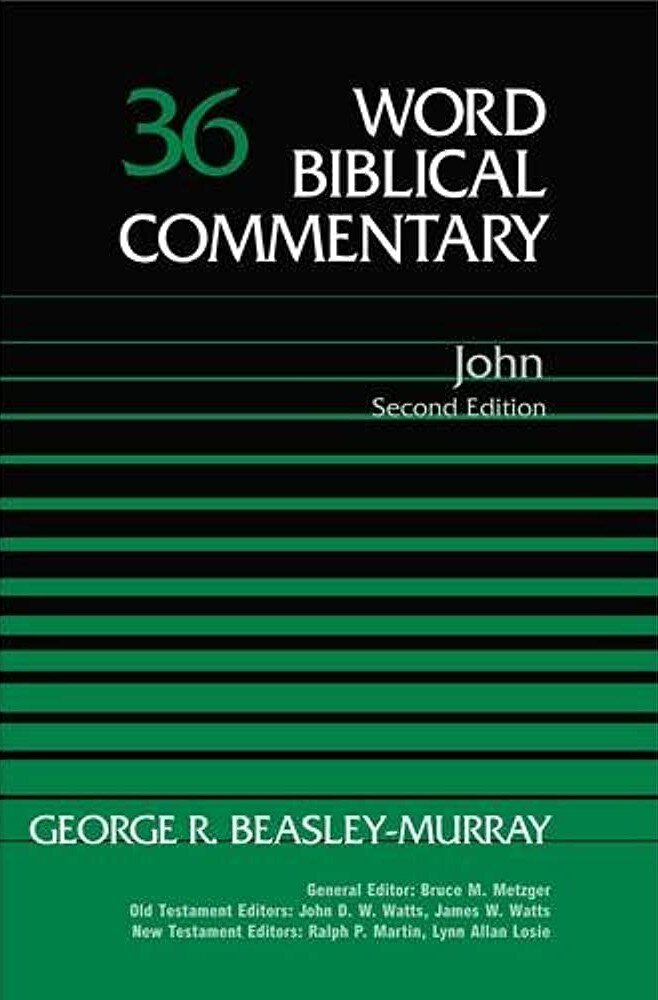 36
WORD
BIBLICAL
COMMENTARY
John
Second Edition
GEORGE R. BEASLEY-MURRAY
General Editor: Bruce M. Metzger
Old Testament Editors: John D. W. Watts, James W. Watts
New Testament Editors: Ralph P. Martin, Lynn Allan Losie